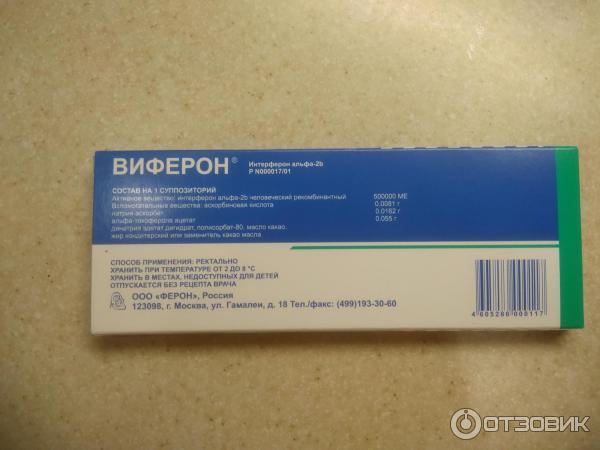 ВИФЕРОН®
Интерферон альфа-2b
Р N000017/01
СОСТАВ НА 1 СУППОЗИТОРИЙ
Активное вещество: интерферон альфа-2b человеческий рекомбинантный 500000 МЕ
Вспомогательные вещества: аскорбиновая кислота 0,0081 г
натрия аскорбат 0,0162 г
альфа-токоферола ацетат 0,055 г
динатрия эдетат дигидрат, полисорбат-80, масло какао,
жир кондитерский или заменитель какао масла
СПОСОБ ПРИМЕНЕНИЯ: РЕКТАЛЬНО
ХРАНИТЬ ПРИ ТЕМПЕРАТУРЕ ОТ 2 ДО 8 °С
ХРАНИТЬ В МЕСТАХ, НЕДОСТУПНЫХ ДЛЯ ДЕТЕЙ
ОТПУСКАЕТСЯ БЕЗ РЕЦЕПТА ВРАЧА
ООО «ФЕРОН», Россия
123098, г. Москва, ул. Гамалеи, д. 18 Тел./факс: (499)193-30-60
4605286000117
ОТЗОВИК